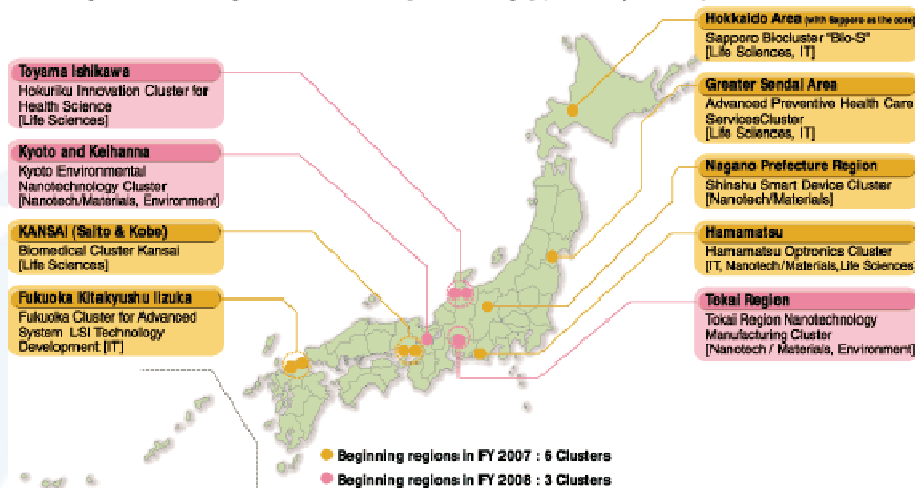 Toyama Ishikawa
Hokuriku Innovation Cluster for
Health Science
[Life Sciences]
Kyoto and Keihanna
Kyoto Environmental
Nanotechnology Cluster
[Nanotech/Materials, Environment]
KANSAI (Saito & Kobe)
Biomedical Cluster Kansai
[Life Sciences]
Fukuoka Kitakyushu Iizuka
Fukuoka Cluster for Advanced
System LSI Technology
Development [IT]
Hokkaido Area (with Sapporo as the core)
Sapporo Biocluster "Bio-S"
[Life Sciences, IT]
Greater Sendai Area
Advanced Preventive Health Care
ServicesCluster
[Life Sciences, IT]
Nagano Prefecture Region
Shinshu Smart Device Cluster
[Nanotech/Materials]
Hamamatsu
Hamamatsu Optronics Cluster
[IT, Nanotech/Materials,Life Sciences]
Tokai Region
Tokai Region Nanotechnology
Manufacturing Cluster
[Nanotech / Materials, Environment]
Beginning regions in FY 2007 : 6 Clusters
Beginning regions in FY 2008 : 3 Clusters